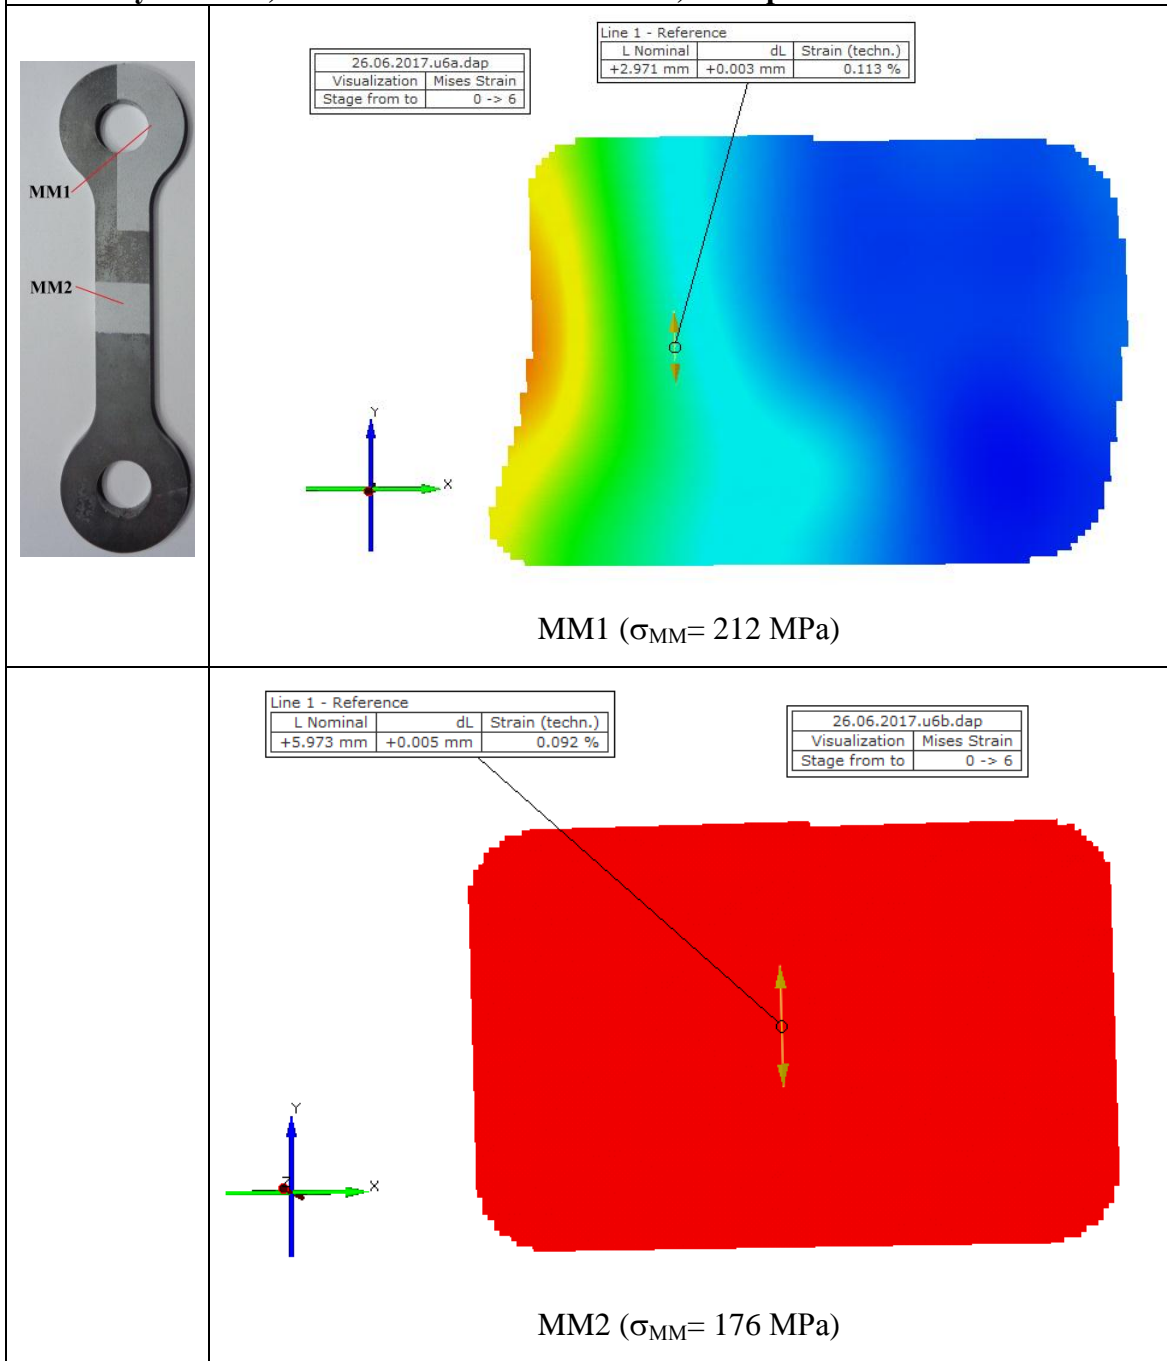 Line 1 - Reference
L Nominal dL Strain (techn.)
+2.971 mm +0.003 mm 0.113 %
26.06.2017.u6a.dap
Visualization Mises Strain
Stage from to 0 -> 6
MM1
MM2
Y
X
MM1 (σMM= 212 MPa)
Line 1 - Reference
L Nominal dL Strain (techn.)
+5.973 mm +0.005 mm 0.092 %
26.06.2017.u6b.dap
Visualization Mises Strain
Stage from to 0 -> 6
Y
Z
X
MM2 (σMM= 176 MPa)